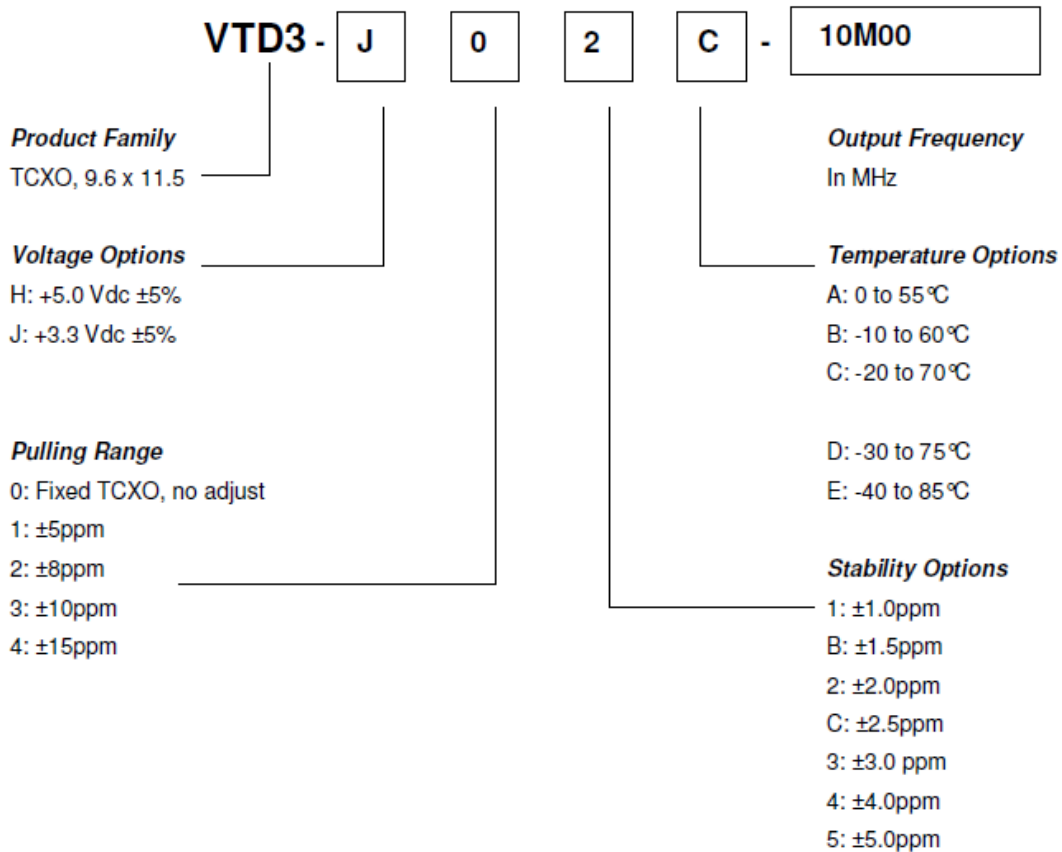 VTD3 - J 0 2 C - 10M00
Product Family
TCXO, 9.6 x 11.5
Voltage Options
H: +5.0 Vdc ±5%
J: +3.3 Vdc ±5%
Pulling Range
0: Fixed TCXO, no adjust
1: ±5ppm
2: ±8ppm
3: ±10ppm
4: ±15ppm
Output Frequency
In MHz
Temperature Options
A: 0 to 55°C
B: -10 to 60°C
C: -20 to 70°C
D: -30 to 75°C
E: -40 to 85°C
Stability Options
1: ±1.0ppm
B: ±1.5ppm
2: ±2.0ppm
C: ±2.5ppm
3: ±3.0 ppm
4: ±4.0ppm
5: ±5.0ppm